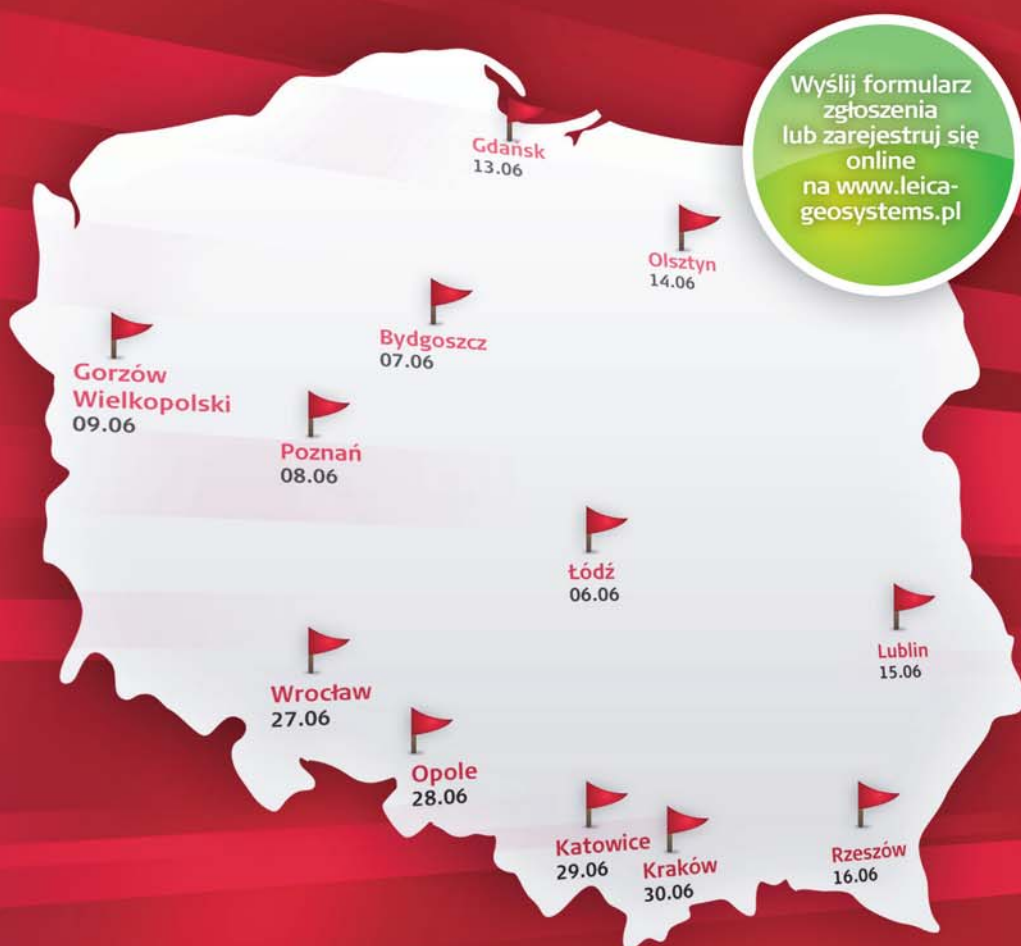 Wyślij formularz
zgłoszenia
lub zarejestruj się
online
na www.leica-
geosystems.pl
Gdańsk
13.06
Olsztyn
14.06
Bydgoszcz
07.06
Gorzów
Wielkopolski
09.06
Poznań
08.06
Łódź
06.06
Lublin
15.06
Wrocław
27.06
Opole
28.06
Katowice
29.06
Kraków
30.06
Rzeszów
16.06